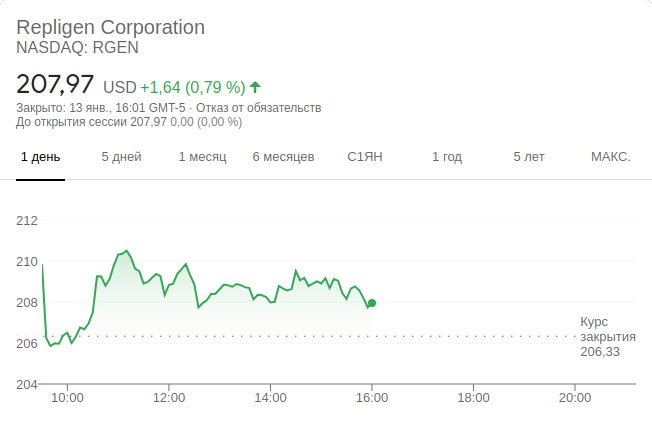 Repligen Corporation
NASDAQ: RGEN
207,97 USD +1,64 (0,79 %)
Закрыто: 13 янв., 16:01 GMT-5 · Отказ от обязательств
До открытия сессии 207,97 0,00 (0,00 %)
1 день 5 дней 1 месяц 6 месяцев С1ЯН 1 год 5 лет МАКС.
212
210
208
206
204
Курс
закрытия
206,33
10:00 12:00 14:00 16:00 18:00 20:00